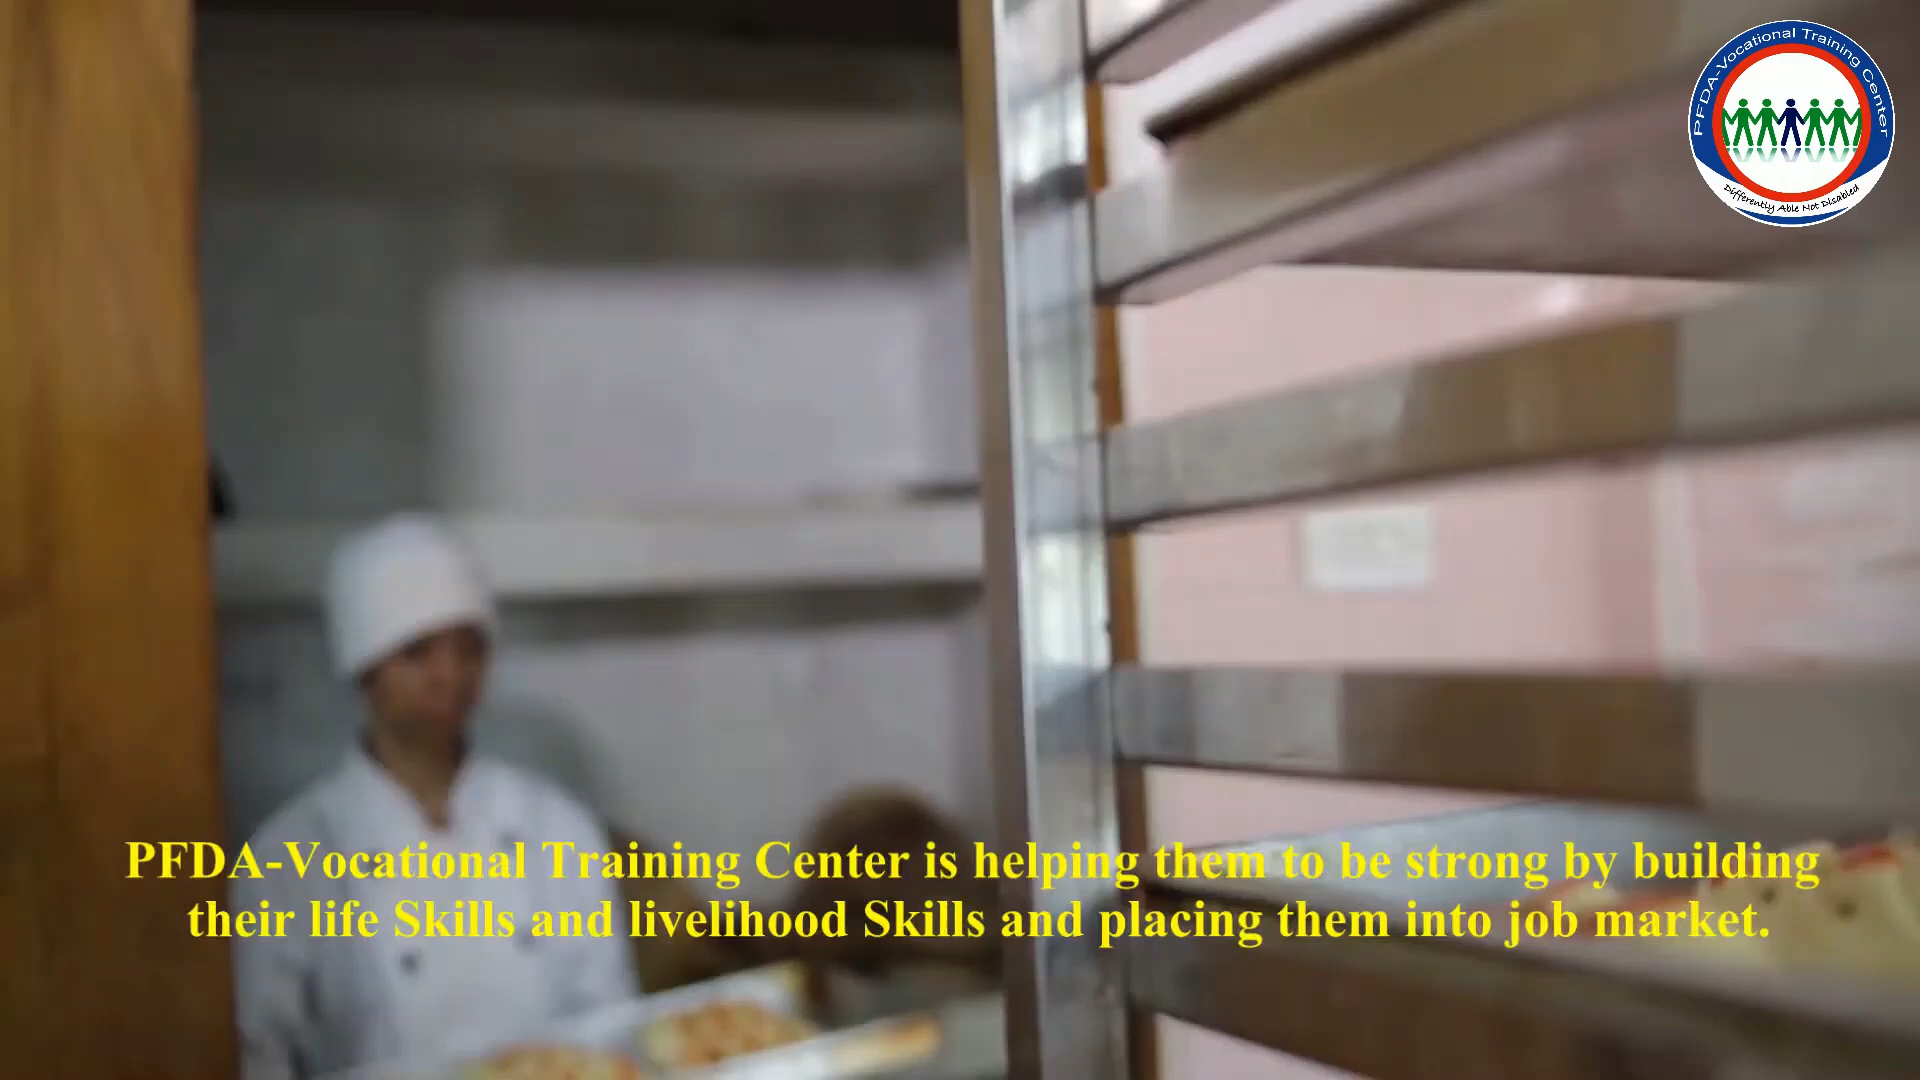 PFDA-Vocational Training Center
Differently Able Not Disabled
PFDA-Vocational Training Center is helping them to be strong by building
their life Skills and livelihood Skills and placing them into job market.